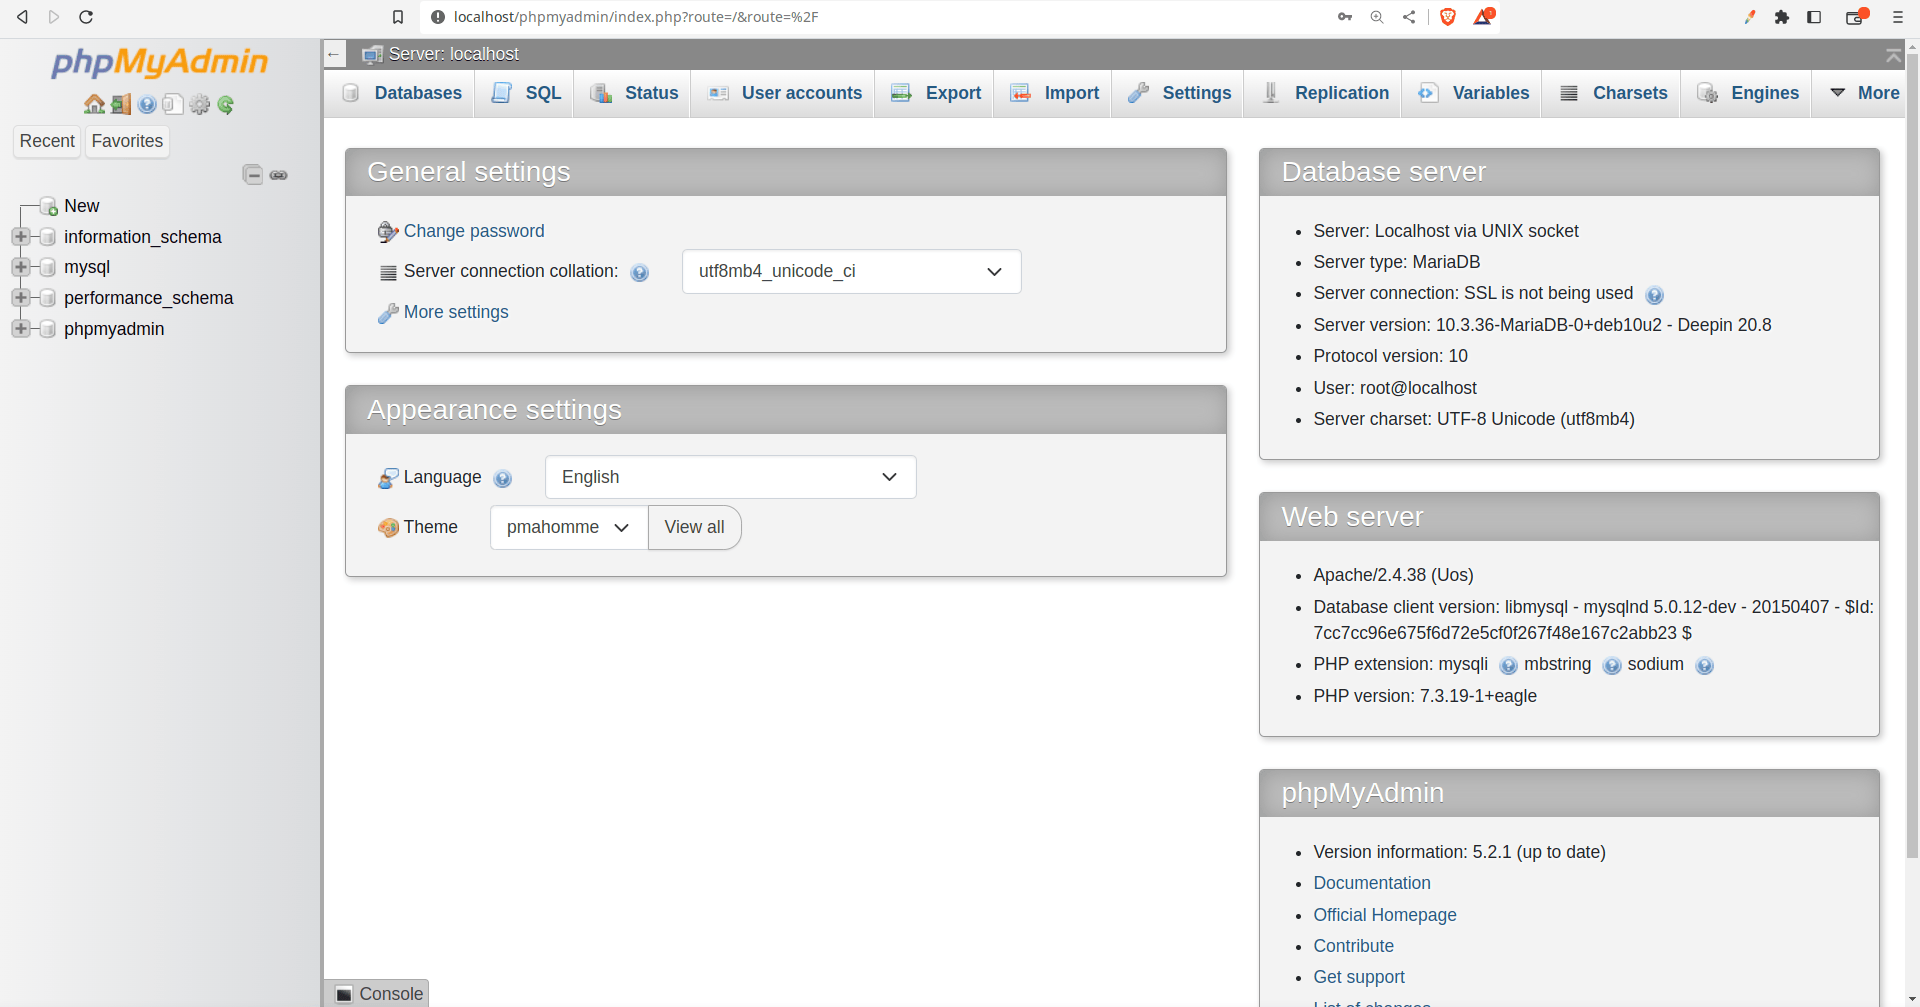 localhost/phpmyadmin/index.php?route=/&route=%2F
phpMyAdmin
Recent
Favorites
New
information_schema
mysql
performance_schema
phpmyadmin
Server: localhost
Databases
SQL
Status
User accounts
Export
Import
Settings
Replication
Variables
Charsets
Engines
More
General settings
Change password
Server connection collation:
utf8mb4_unicode_ci
More settings
Appearance settings
Language
English
Theme
pmahomme
View all
Database server
Server: Localhost via UNIX socket
Server type: MariaDB
Server connection: SSL is not being used
Server version: 10.3.36-MariaDB-0+deb10u2 - Deepin 20.8
Protocol version: 10
User: root@localhost
Server charset: UTF-8 Unicode (utf8mb4)
Web server
Apache/2.4.38 (Uos)
Database client version: libmysql - mysqlnd 5.0.12-dev - 20150407 - $Id:
7cc7cc96e675f6d72e5cf0f267f48e167c2abb23 $
PHP extension: mysqli mbstring sodium
PHP version: 7.3.19-1+eagle
phpMyAdmin
Version information: 5.2.1 (up to date)
Documentation
Official Homepage
Contribute
Get support
List of changes
Console